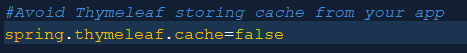 #Avoid Thymeleaf storing cache from your app
spring.thymeleaf.cache=false